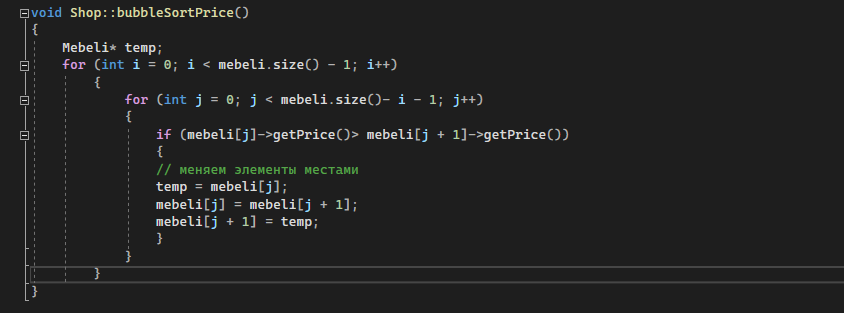 void Shop::bubbleSortPrice()
{
Mebeli* temp;
for (int i = 0; i < mebeli.size() - 1; i++)
{
for (int j = 0; j < mebeli.size()- i - 1; j++)
{
if (mebeli[j]->getPrice()> mebeli[j + 1]->getPrice())
{
// меняем элементы местами
temp = mebeli[j];
mebeli[j] = mebeli[j + 1];
mebeli[j + 1] = temp;
}
}
}
}